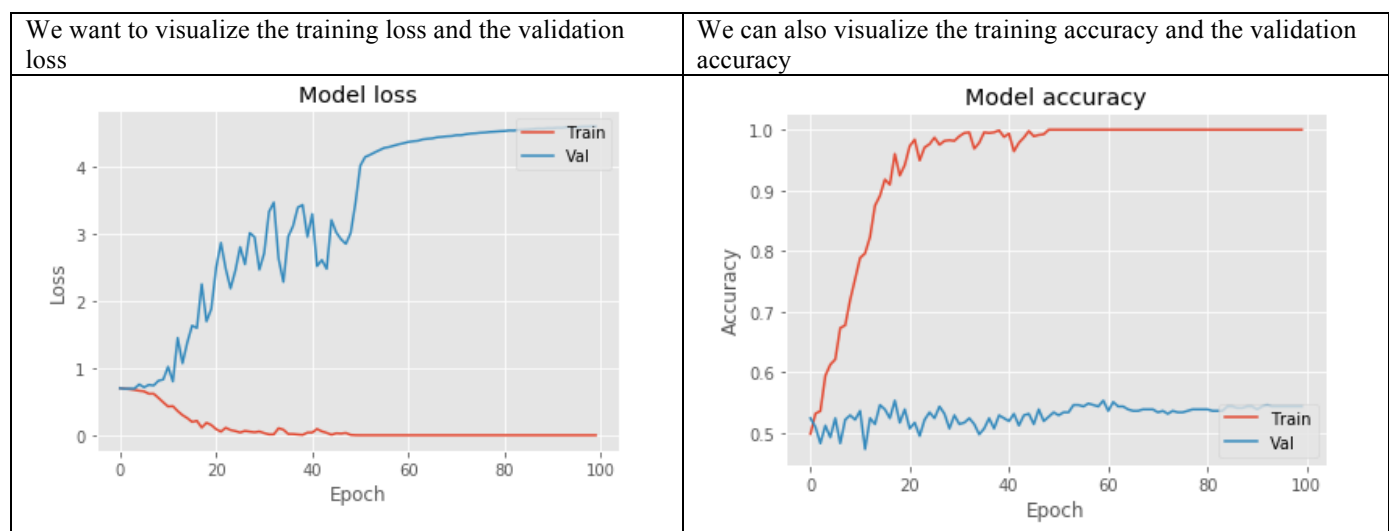 We want to visualize the training loss and the validation
loss
We can also visualize the training accuracy and the validation
accuracy
Model loss
Train
Val
4
3
2
1
0
Loss
0 20 40 60 80 100
Epoch
Model accuracy
1.0
0.9
0.8
0.7
0.6
0.5
Accuracy
Train
Val
0 20 40 60 80 100
Epoch